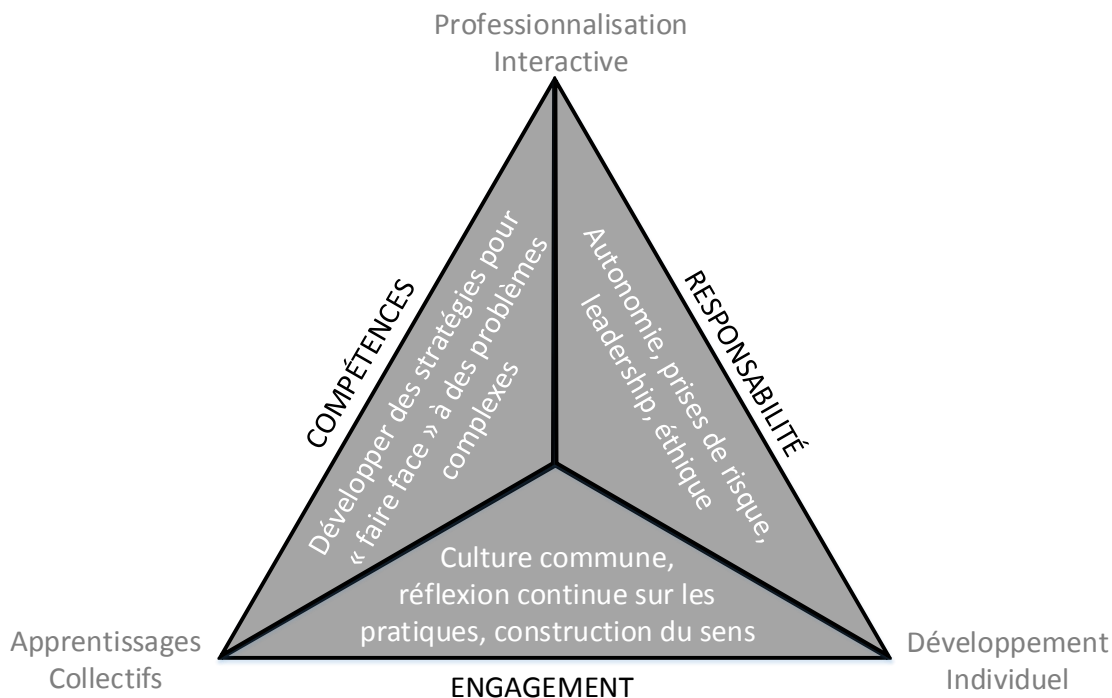 Professionnalisation
Interactive
COMPÉTENCES
Développer des stratégies pour
« faire face » à des problèmes
complexes
Autonomie, prises de risque,
leadership, éthique
RESPONSABILITÉ
Culture commune,
réflexion continue sur les
pratiques, construction du sens
Apprentissages
Collectifs
ENGAGEMENT
Développement
Individuel